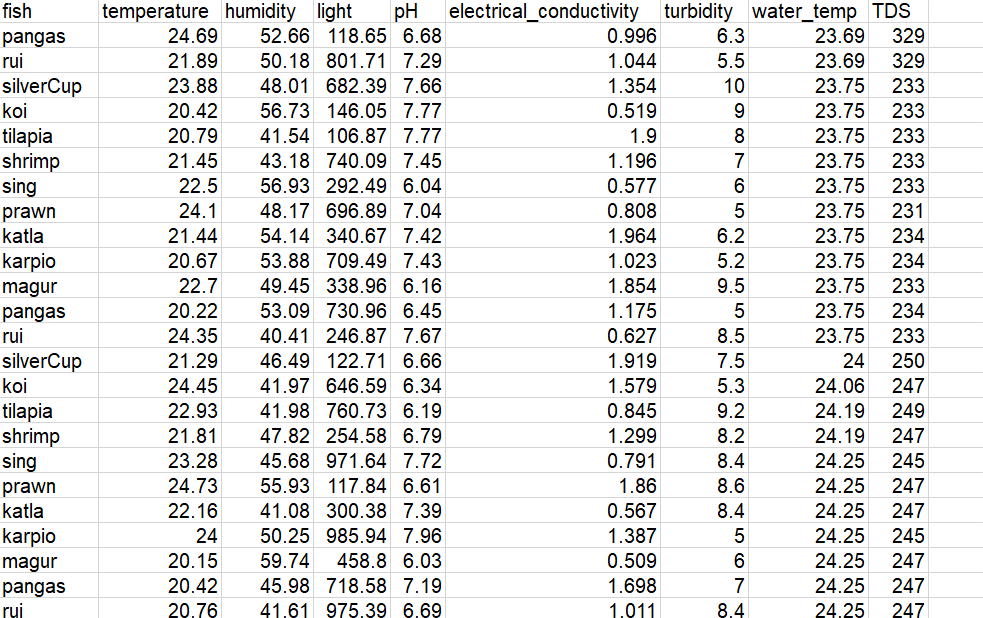 fish temperature humidity light pH electrical_conductivity turbidity water_temp TDS
pangas 24.69 52.66 118.65 6.68 0.996 6.3 23.69 329
rui 21.89 50.18 801.71 7.29 1.044 5.5 23.69 329
silverCup 23.88 48.01 682.39 7.66 1.354 10 23.75 233
koi 20.42 56.73 146.05 7.77 0.519 9 23.75 233
tilapia 20.79 41.54 106.87 7.77 1.9 8 23.75 233
shrimp 21.45 43.18 740.09 7.45 1.196 7 23.75 233
sing 22.5 56.93 292.49 6.04 0.577 6 23.75 233
prawn 24.1 48.17 696.89 7.04 0.808 5 23.75 231
katla 21.44 54.14 340.67 7.42 1.964 6.2 23.75 234
karpio 20.67 53.88 709.49 7.43 1.023 5.2 23.75 234
magur 22.7 49.45 338.96 6.16 1.854 9.5 23.75 233
pangas 20.22 53.09 730.96 6.45 1.175 5 23.75 234
rui 24.35 40.41 246.87 7.67 0.627 8.5 23.75 233
silverCup 21.29 46.49 122.71 6.66 1.919 7.5 24 250
koi 24.45 41.97 646.59 6.34 1.579 5.3 24.06 247
tilapia 22.93 41.98 760.73 6.19 0.845 9.2 24.19 249
shrimp 21.81 47.82 254.58 6.79 1.299 8.2 24.19 247
sing 23.28 45.68 971.64 7.72 0.791 8.4 24.25 245
prawn 24.73 55.93 117.84 6.61 1.86 8.6 24.25 247
katla 22.16 41.08 300.38 7.39 0.567 8.4 24.25 247
karpio 24 50.25 985.94 7.96 1.387 5 24.25 245
magur 20.15 59.74 458.8 6.03 0.509 6 24.25 247
pangas 20.42 45.98 718.58 7.19 1.698 7 24.25 247
rui 20.76 41.61 975.39 6.69 1.011 8.4 24.25 247